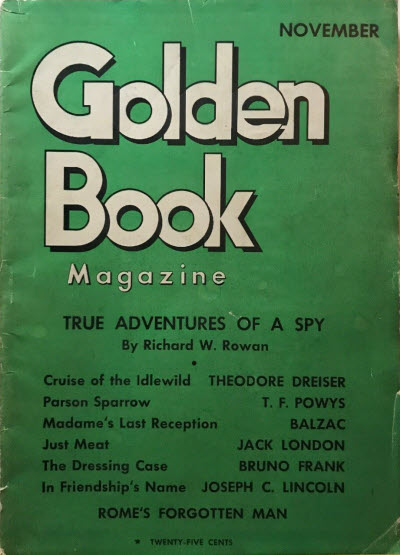 NOVEMBER
Golden
Book
Magazine
TRUE ADVENTURES OF A SPY
By Richard W. Rowan
•
Cruise of the Idlewild THEODORE DREISER
Parson Sparrow T. F. POWYS
Madame's Last Reception BALZAC
Just Meat JACK LONDON
The Dressing Case BRUNO FRANK
In Friendship's Name JOSEPH C. LINCOLN
ROME'S FORGOTTEN MAN
* TWENTY-FIVE CENTS